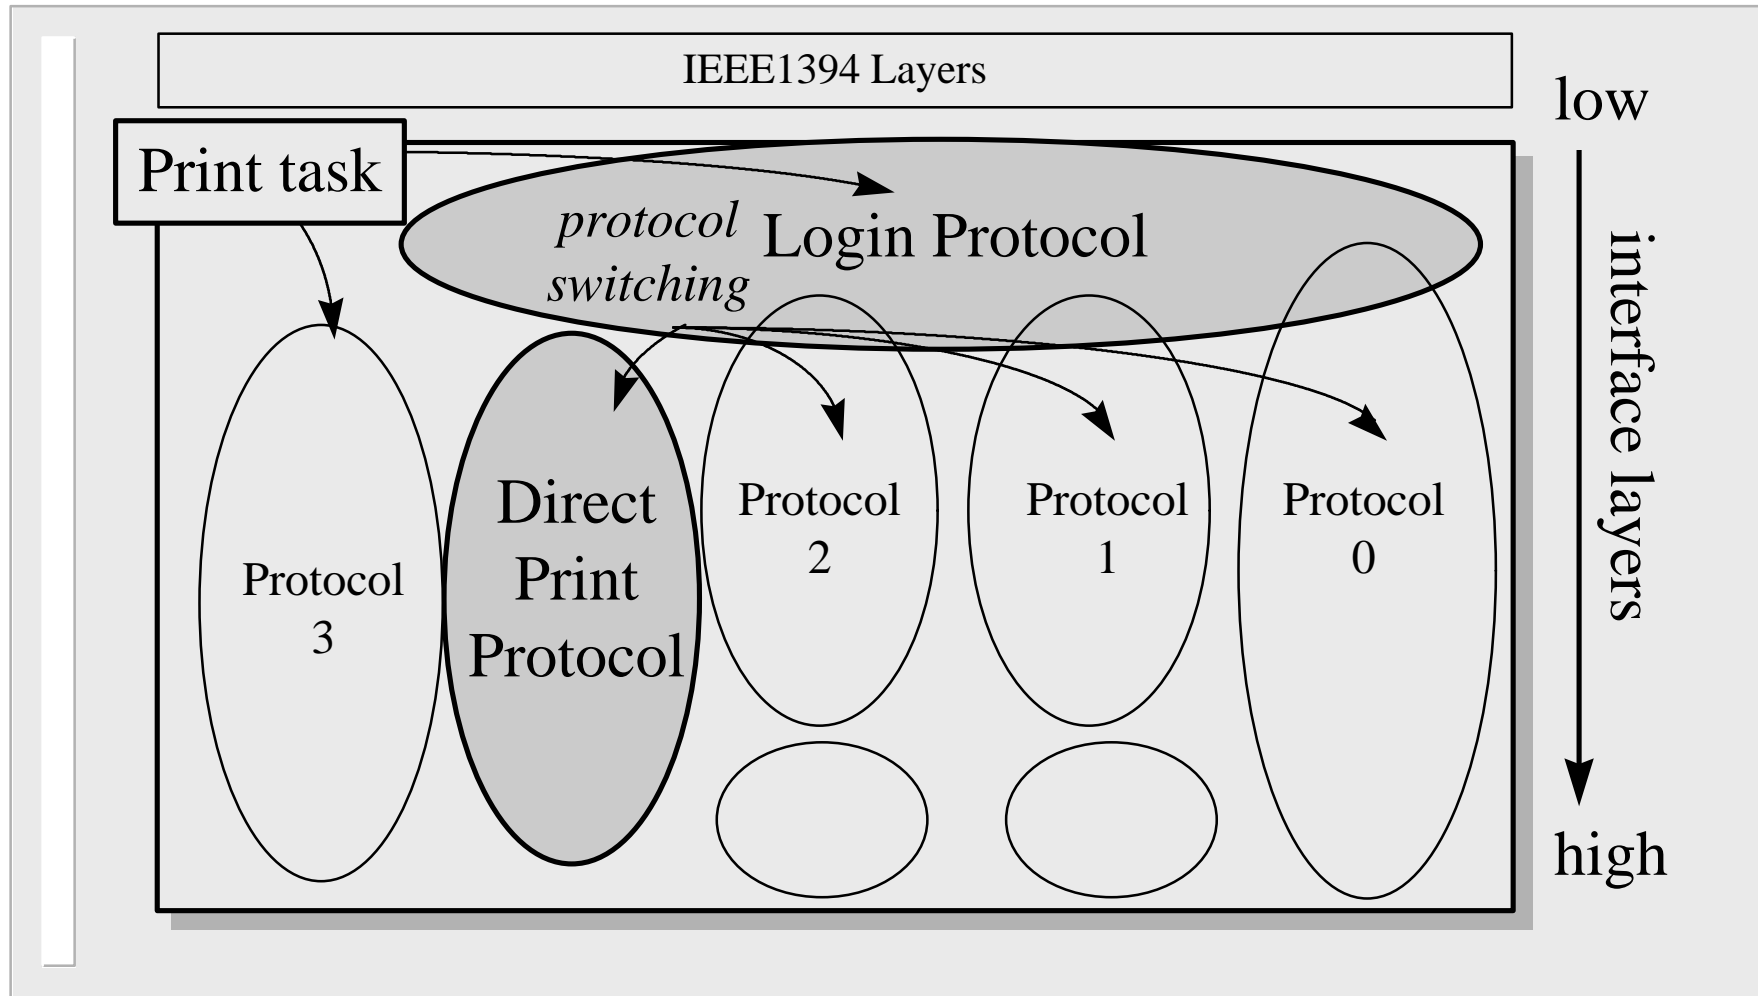 IEEE1394 Layers
low
Print task
protocol
switching
Login Protocol
interface layers
Direct
Print
Protocol
Protocol
2
Protocol
1
Protocol
0
Protocol
3
high